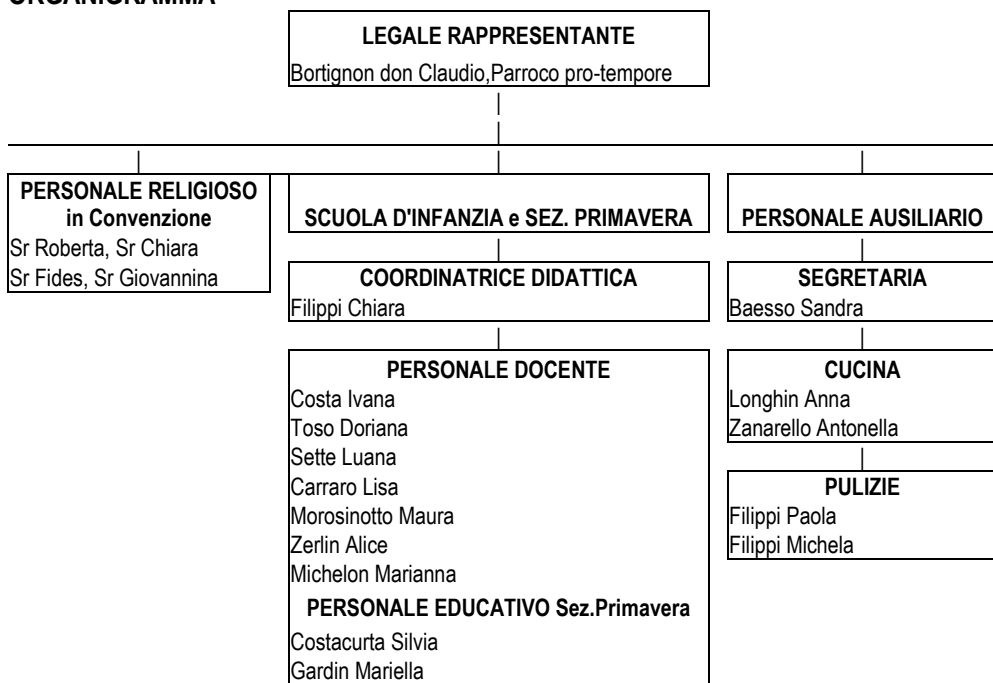 ORGANIGRAMMA
LEGALE RAPPRESENTANTE
Bortignon don Claudio,Parroco pro-tempore
PERSONALE RELIGIOSO
in Convenzione
Sr Roberta, Sr Chiara
Sr Fides, Sr Giovannina
SCUOLA D'INFANZIA e SEZ. PRIMAVERA
COORDINATRICE DIDATTICA
Filippi Chiara
PERSONALE DOCENTE
Costa Ivana
Toso Doriana
Sette Luana
Carraro Lisa
Morosinotto Maura
Zerlin Alice
Michelon Marianna
PERSONALE EDUCATIVO Sez.Primavera
Costacurta Silvia
Gardin Mariella
PERSONALE AUSILIARIO
SEGRETARIA
Baesso Sandra
CUCINA
Longhin Anna
Zanarello Antonella
PULIZIE
Filippi Paola
Filippi Michela